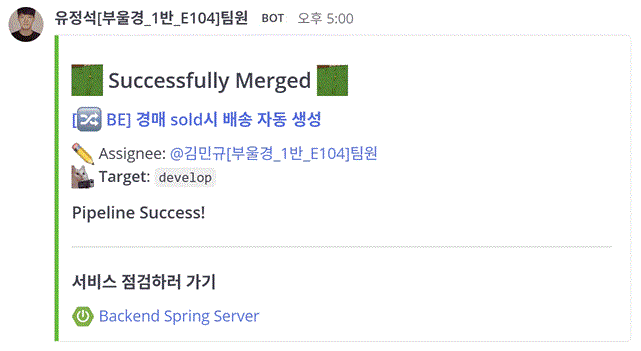 유정석[부울경_1반_E104]팀원 BOT 오후 5:00
Successfully Merged
[BE] 경매 sold시 배송 자동 생성
Assignee: @김민규[부울경_1반_E104]팀원
Target: develop
Pipeline Success!
서비스 점검하러 가기
Backend Spring Server